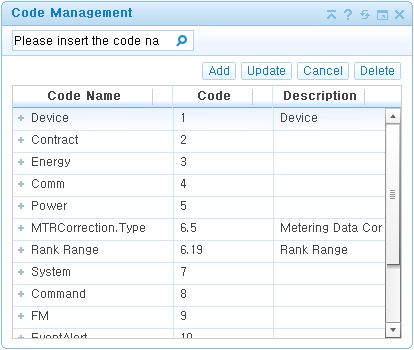 Code Management
Please insert the code na
Add Update Cancel Delete
Code Name Code Description
Device 1 Device
Contract 2
Energy 3
Comm 4
Power 5
MTRCorrection.Type 6.5 Metering Data Cor
Rank Range 6.19 Rank Range
System 7
Command 8
FM 9
EventAlert 10